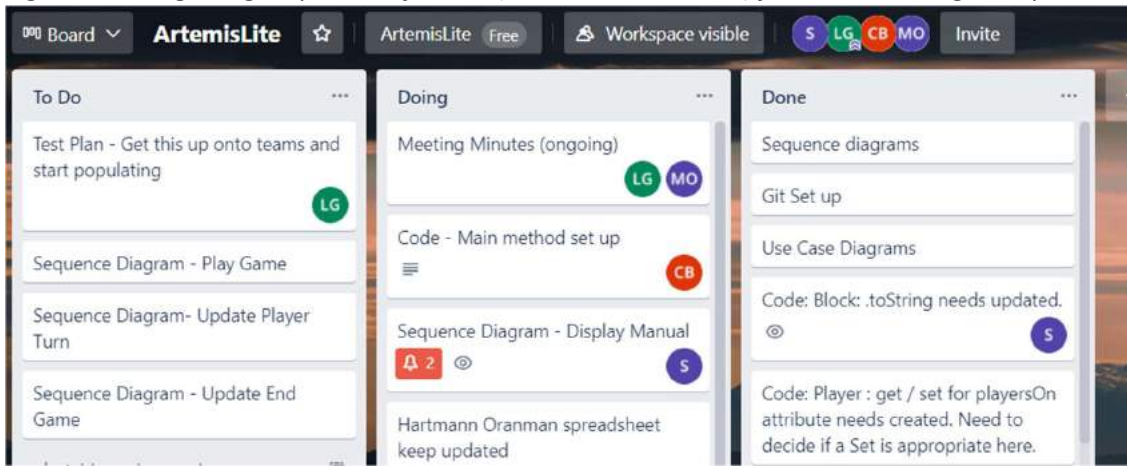 Board
ArtemisLite
ArtemisLite Free
Workspace visible
S LG CB MO
Invite
To Do
Test Plan - Get this up onto teams and
start populating
LG
Sequence Diagram - Play Game
Sequence Diagram- Update Player
Turn
Sequence Diagram - Update End
Game
Doing
Meeting Minutes (ongoing)
LG MO
Code - Main method set up
CB
Sequence Diagram - Display Manual
2
S
Hartmann Oranman spreadsheet
keep updated
Done
Sequence diagrams
Git Set up
Use Case Diagrams
Code: Block: .toString needs updated.
S
Code: Player : get / set for playersOn
attribute needs created. Need to
decide if a Set is appropriate here.